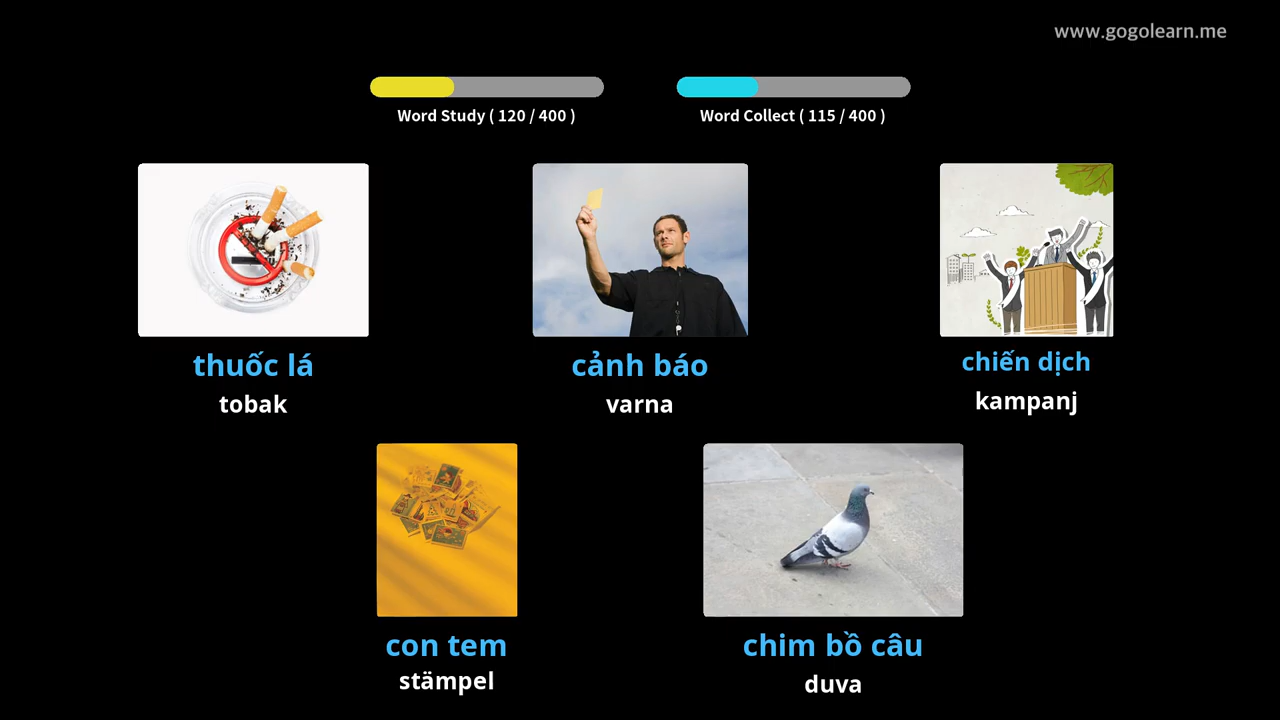 www.gogolearn.me
Word Study ( 120 / 400 )
Word Collect ( 115 / 400 )
thuốc lá
tobak
cảnh báo
varna
chiến dịch
kampanj
con tem
stämpel
chim bồ câu
duva